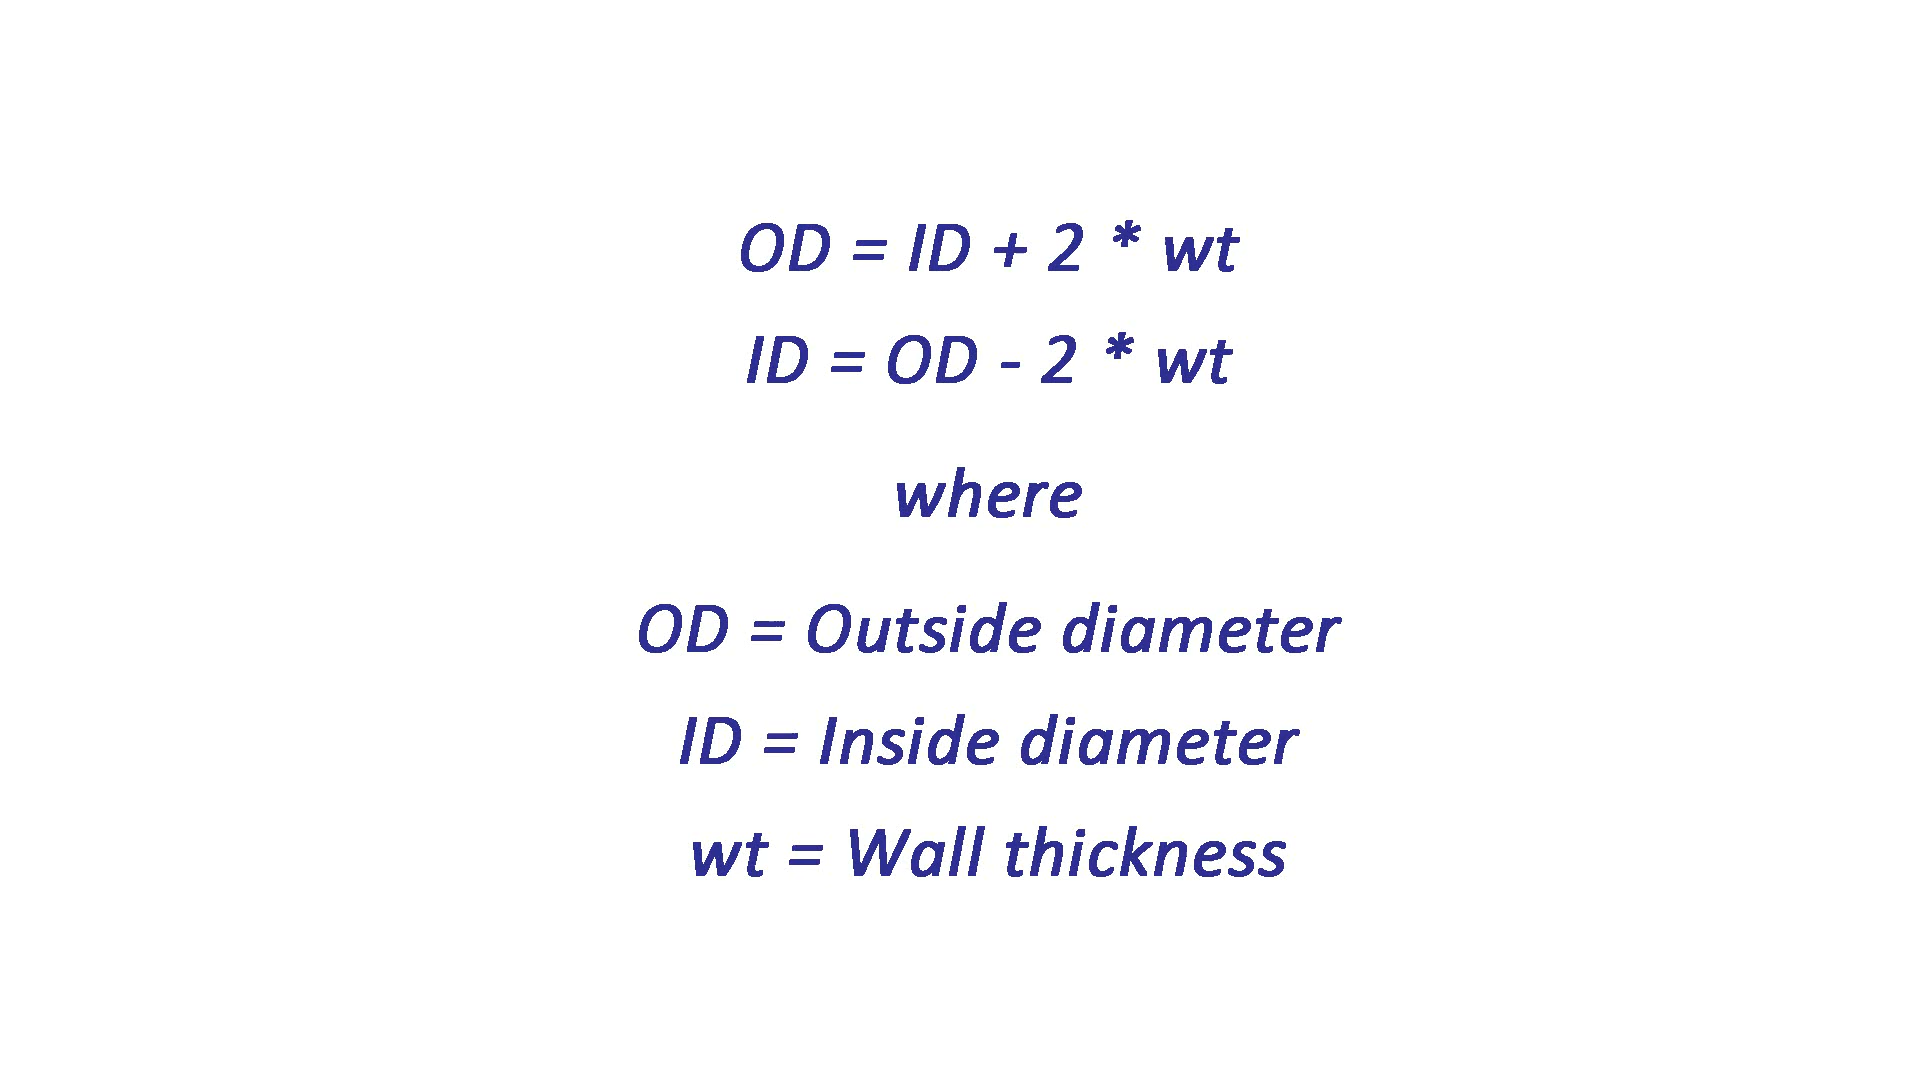 OD = ID + 2 * wt
ID = OD - 2 * wt
where
OD = Outside diameter
ID = Inside diameter
wt = Wall thickness